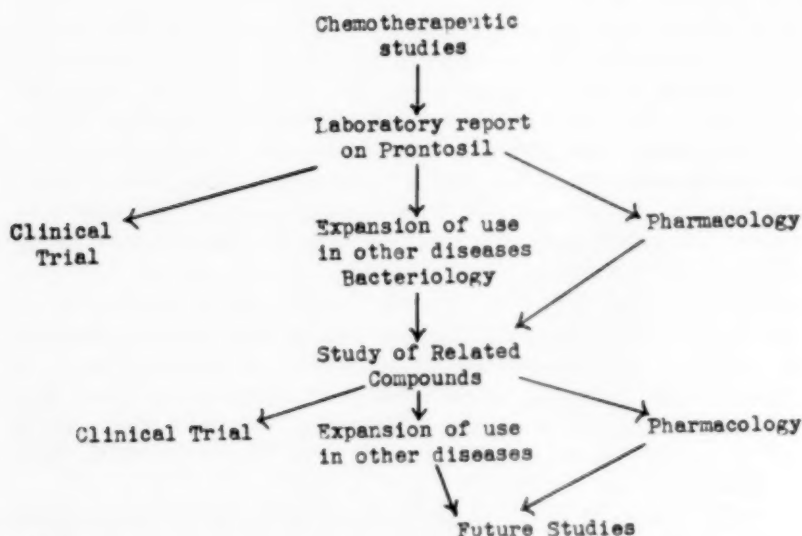 Chemotherapeutic
studies
Laboratory report
on Prontosil
Clinical
Trial
Expansion of use
in other diseases
Bacteriology
Pharmacology
Study of Related
Compounds
Clinical Trial
Expansion of use
in other diseases
Pharmacology
Future Studies